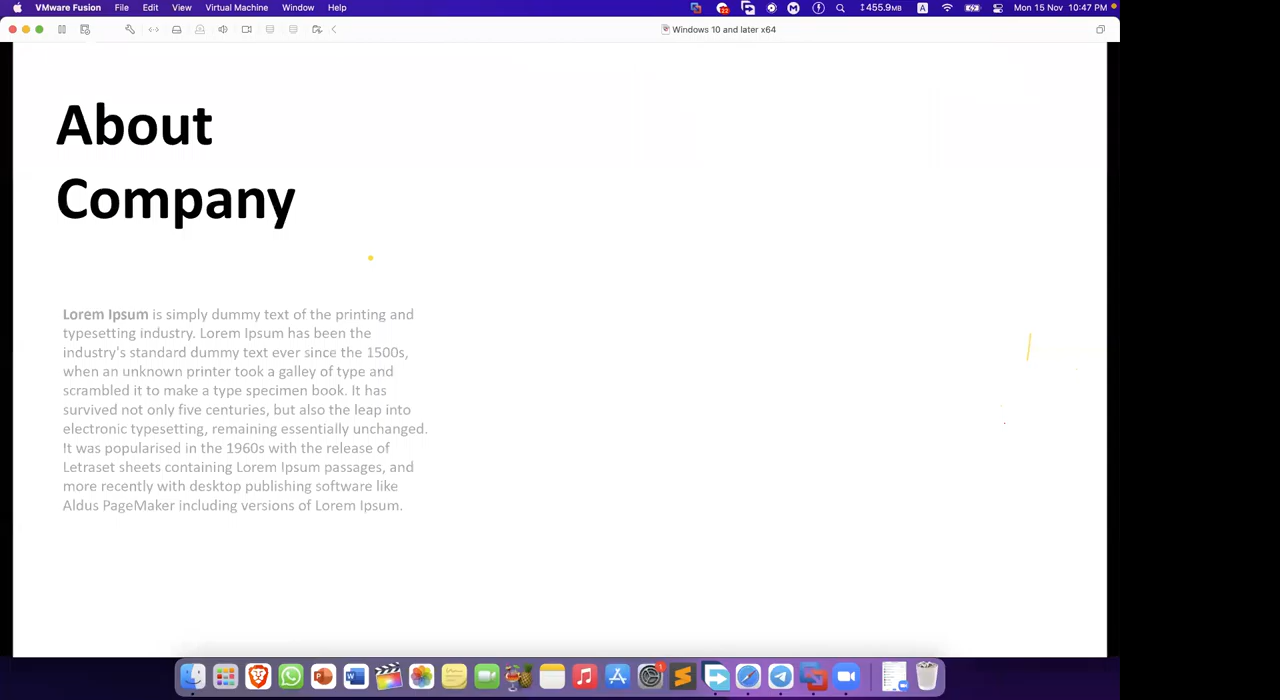 VMware Fusion File Edit View Virtual Machine Window Help
455.9MB A Mon 15 Nov 10:47 PM
Windows 10 and later x64
About
Company
Lorem Ipsum is simply dummy text of the printing and
typesetting industry. Lorem Ipsum has been the
industry's standard dummy text ever since the 1500s,
when an unknown printer took a galley of type and
scrambled it to make a type specimen book. It has
survived not only five centuries, but also the leap into
electronic typesetting, remaining essentially unchanged.
It was popularised in the 1960s with the release of
Letraset sheets containing Lorem Ipsum passages, and
more recently with desktop publishing software like
Aldus PageMaker including versions of Lorem Ipsum.